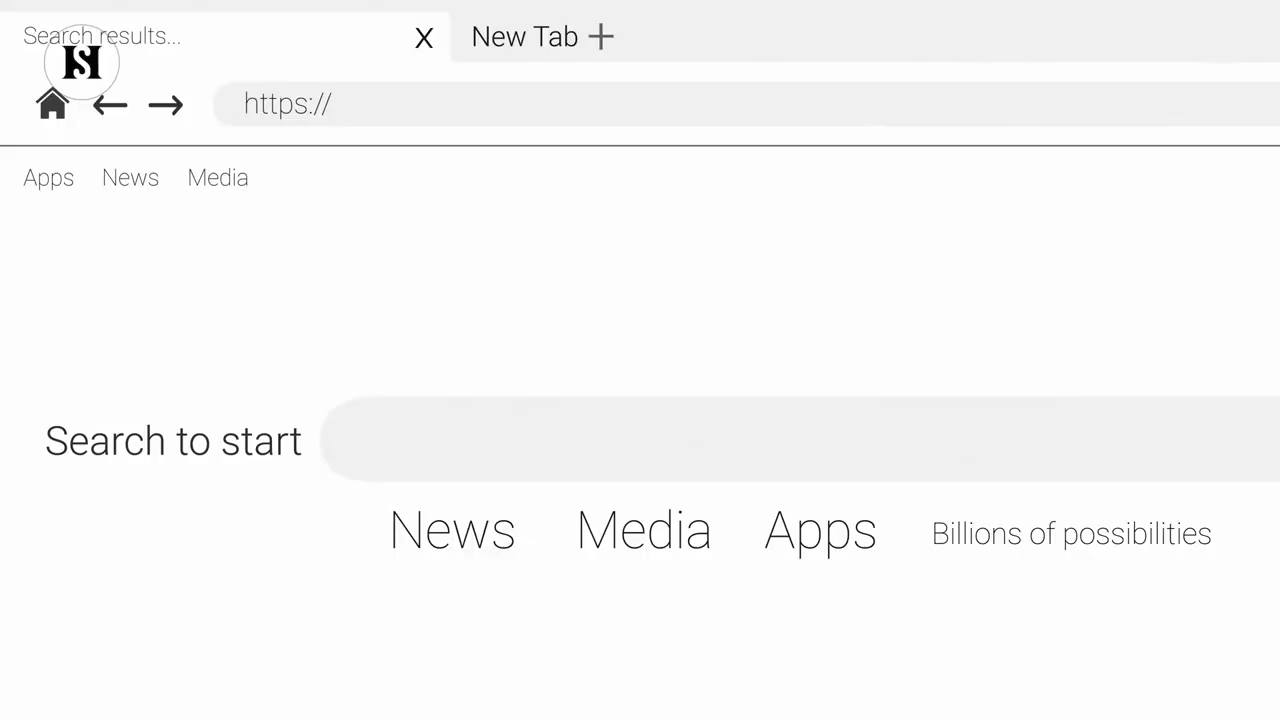 Search results... X New Tab +
https://
Apps News Media
Search to start
News Media Apps Billions of possibilities